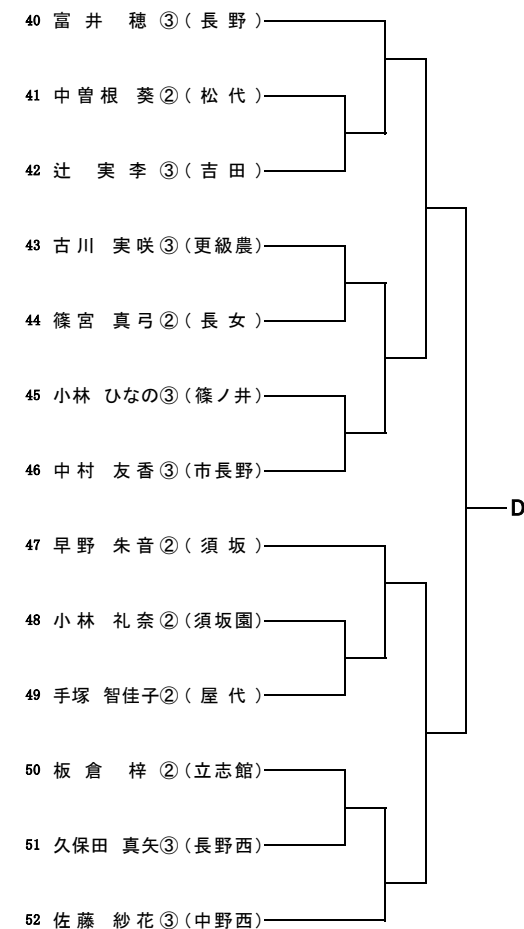 40 富井 穂③(長野)
41 中曽根 葵②(松代)
42 辻 実李③(吉田)
43 古川 実咲③(更級農)
44 篠宮 真弓②(長女)
45 小林 ひなの③(篠ノ井)
46 中村 友香③(市長野)
D
47 早野 朱音②(須坂)
48 小林 礼奈②(須坂園)
49 手塚 智佳子②(屋代)
50 板倉 梓②(立志館)
51 久保田 真矢③(長野西)
52 佐藤 紗花③(中野西)